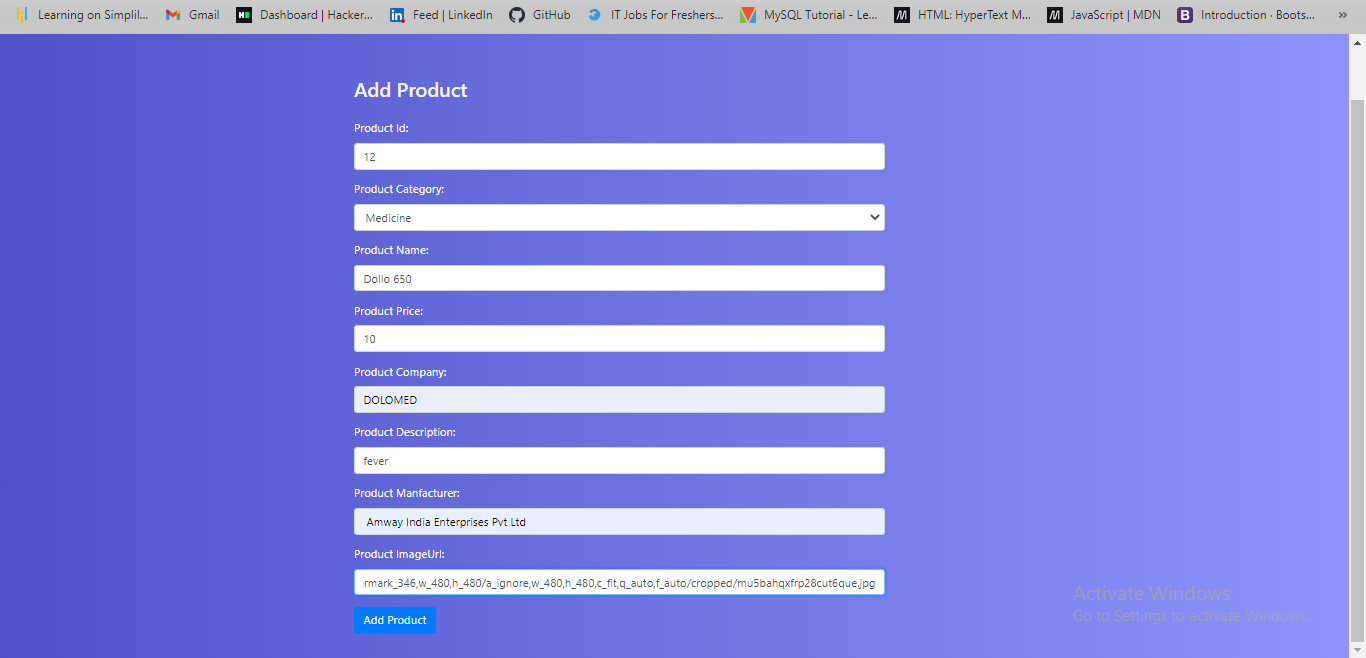 Learning on Simplil... Gmail Dashboard | Hacker... Feed | LinkedIn GitHub IT Jobs For Freshers... MySQL Tutorial - Le... HTML: HyperText M... JavaScript | MDN Introduction · Boots... »
Add Product
Product Id:
12
Product Category:
Medicine
Product Name:
Dollo 650
Product Price:
10
Product Company:
DOLOMED
Product Description:
fever
Product Manfacturer:
Amway India Enterprises Pvt Ltd
Product ImageUrl:
rmark_346,w_480,h_480/a_ignore,w_480,h_480,c_fit,q_auto,f_auto/cropped/mu5bahqxfrp28cut6que.jpg
Add Product
Activate Windows
Go to Settings to activate Windows.